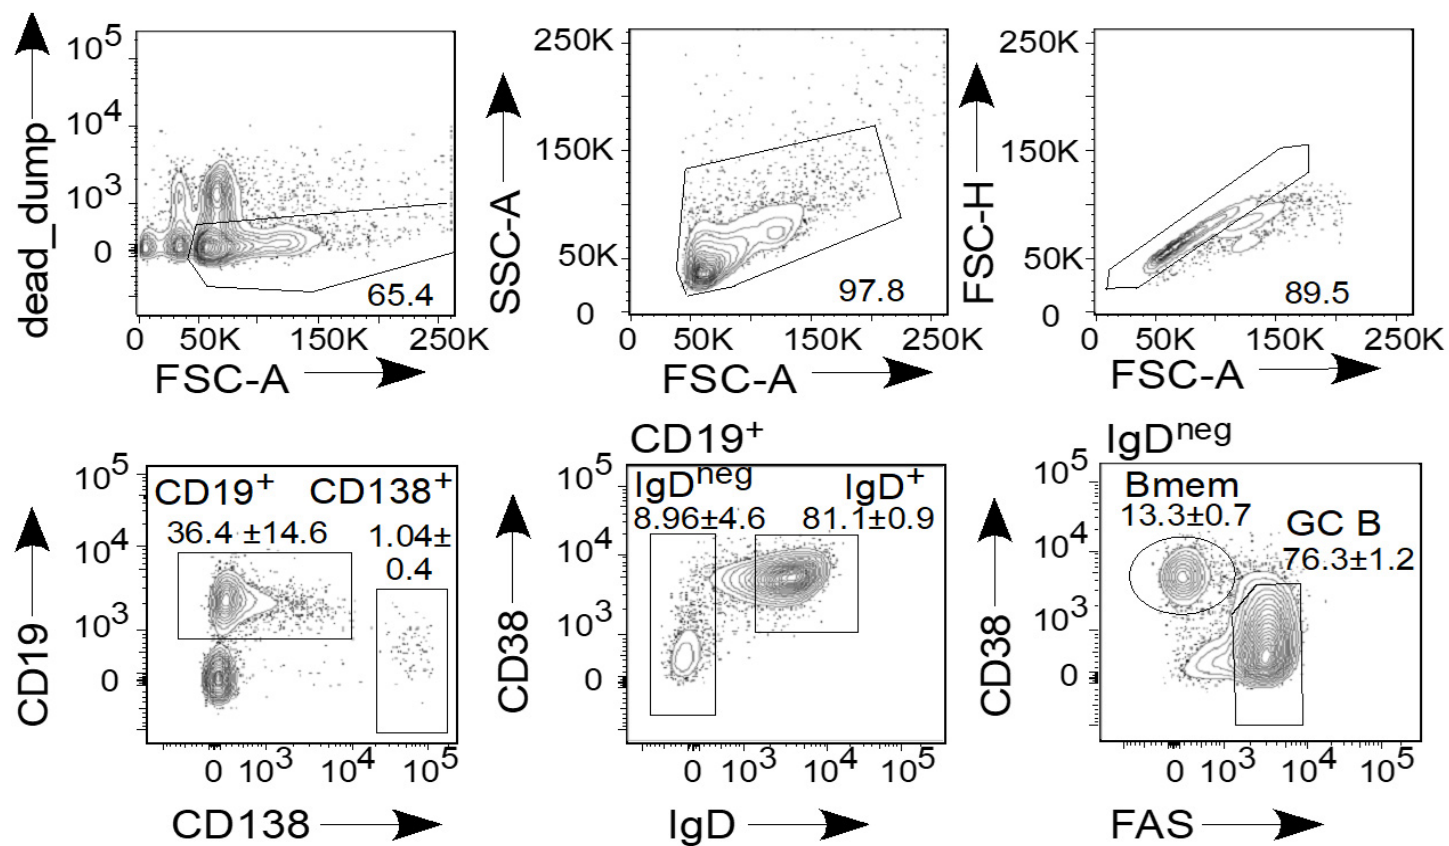 dead_dump
10⁵
10⁴
10³
0
65.4
0 50K 150K 250K
FSC-A
SSC-A
250K
150K
50K
0
97.8
0 50K 150K 250K
FSC-A
FSC-H
250K
150K
50K
0
89.5
0 50K 150K 250K
FSC-A
CD19
10⁵
10⁴
10³
0
CD19⁺ CD138⁺
36.4 ±14.6 1.04±
0.4
0 10³ 10⁴ 10⁵
CD138
CD19⁺
CD38
10⁵
10⁴
10³
0
IgDⁿᵉᵍ IgD⁺
8.96±4.6 81.1±0.9
0 10³ 10⁴ 10⁵
IgD
IgDⁿᵉᵍ
CD38
10⁵
10⁴
10³
0
Bmem
13.3±0.7
GC B
76.3±1.2
0 10³ 10⁴ 10⁵
FAS